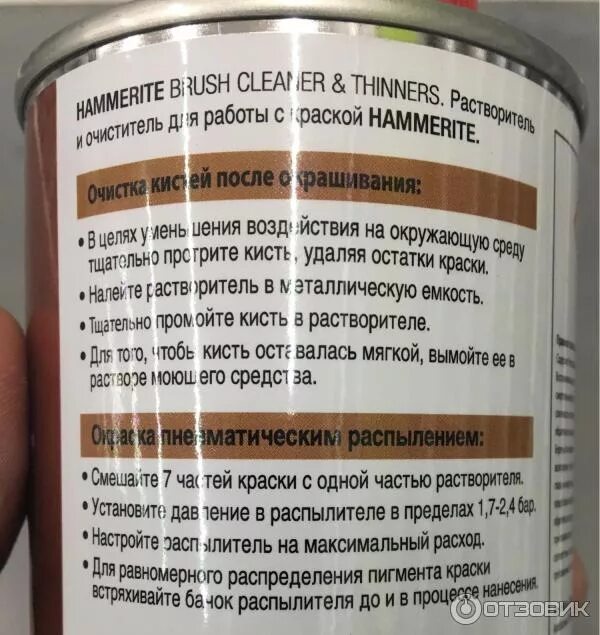 HAMMERITE BRUSH CLEANER & THINNERS. Растворитель
и очиститель для работы с краской HAMMERITE.
Очистка кистей после окрашивания:
• В целях уменьшения воздействия на окружающую среду
тщательно протрите кисть, удаляя остатки краски.
• Налейте растворитель в металлическую емкость.
• Тщательно промойте кисть в растворителе.
• Для того, чтобы кисть оставалась мягкой, вымойте ее в
растворе моющего средства.
Окраска пневматическим распылением:
• Смешайте 7 частей краски с одной частью растворителя.
• Установите давление в распылителе в пределах 1,7-2,4 бар.
• Настройте распылитель на максимальный расход.
• Для равномерного распределения пигмента краски
встряхивайте бачок распылителя до и в процессе нанесения.
ОТЗОВИК